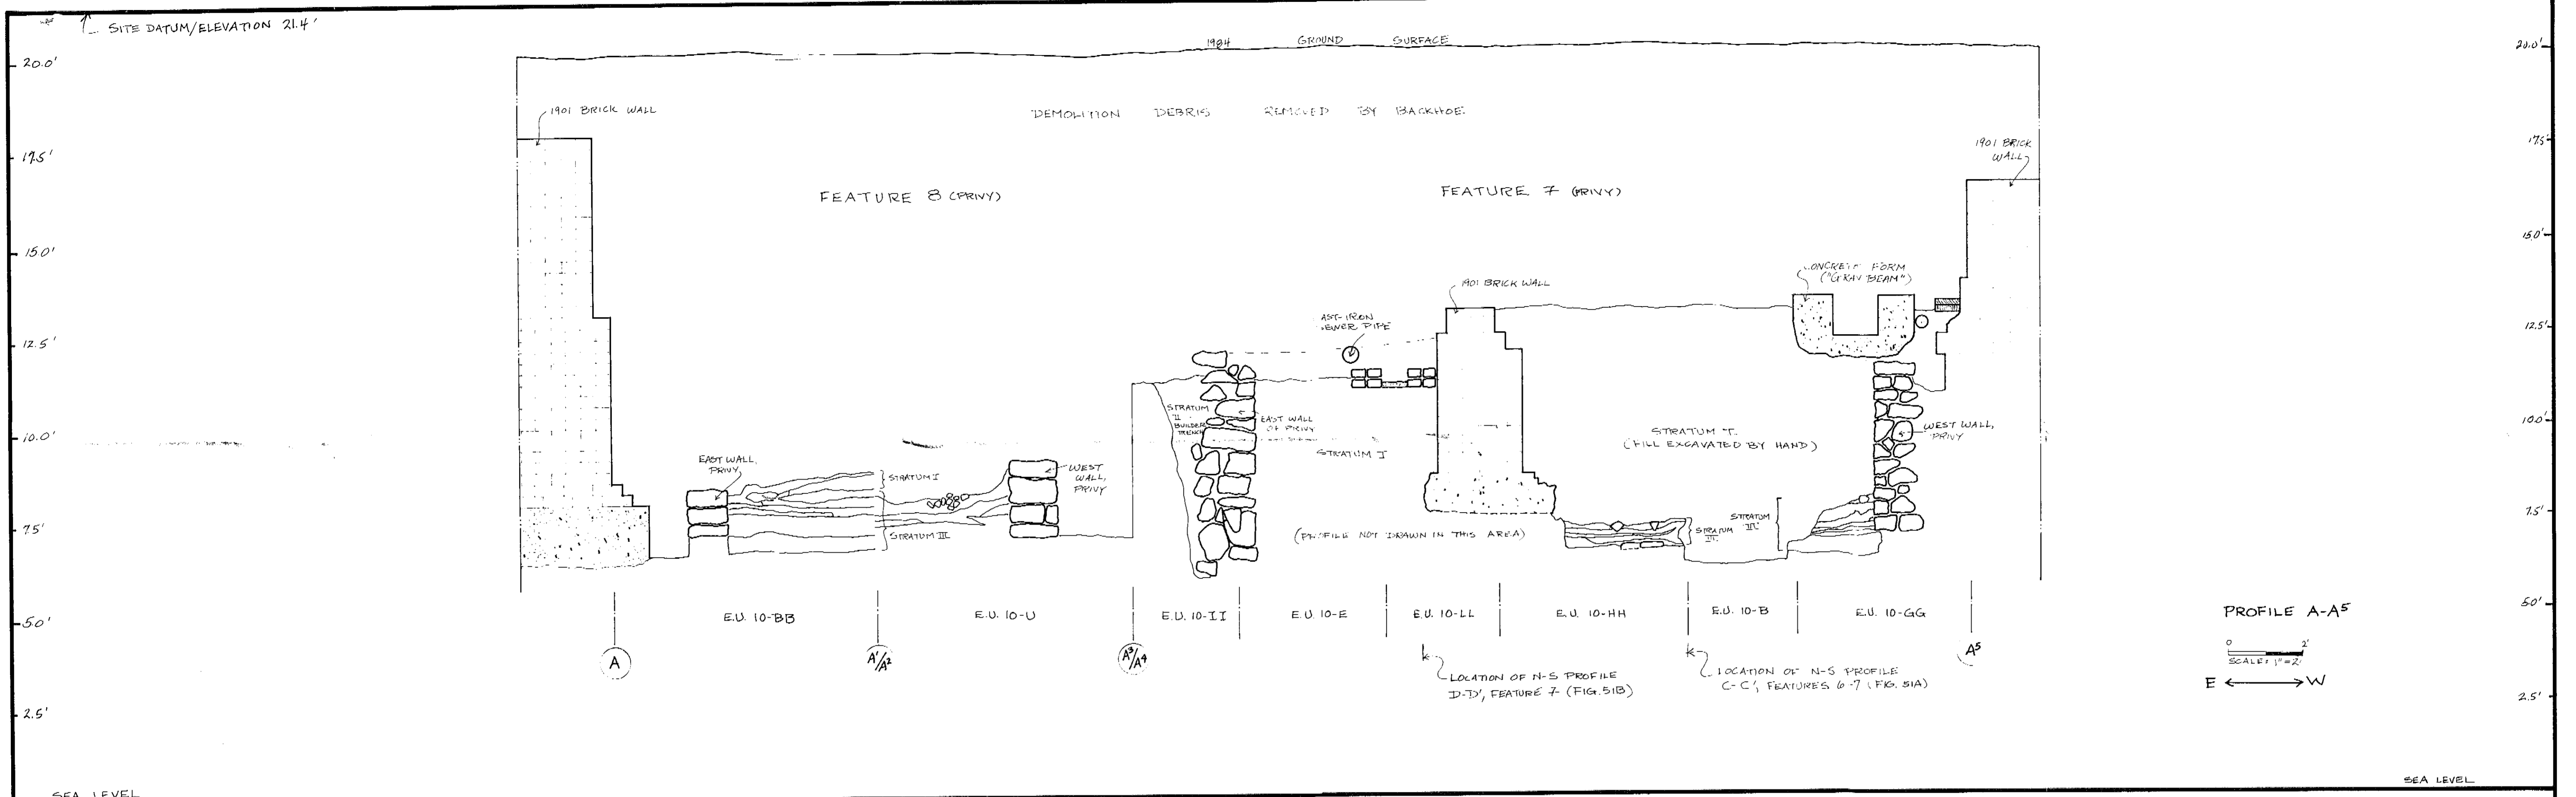 SITE DATUM/ELEVATION 21.4'
1984 GROUND SURFACE
20.0'
20.0'
1901 BRICK WALL
DEMOLITION DEBRIS REMOVED BY BACKHOE.
17.5'
17.5'
1901 BRICK
WALL
FEATURE 8 (PRIVY)
FEATURE 7 (PRIVY)
15.0'
15.0'
CONCRETE FORM
("GRAV BEAM")
1901 BRICK WALL
AST-IRON
SEWER PIPE
12.5'
12.5'
STRATUM
II
BUILDERS
TRENCH
EAST WALL
OF PRIVY
10.0'
10.0'
STRATUM I
(FILL EXCAVATED BY HAND)
WEST WALL,
PRIVY
STRATUM I
EAST WALL,
PRIVY
STRATUM I
WEST
WALL,
PRIVY
7.5'
7.5'
STRATUM III
(PROFILE NOT DRAWN IN THIS AREA)
STRATUM
III
STRATUM
III
5.0'
5.0'
E.U. 10-BB
E.U. 10-U
E.U. 10-II
E.U. 10-E
E.U. 10-LL
E.U. 10-HH
E.U. 10-B
E.U. 10-GG
PROFILE A-A⁵
A
A¹/A²
A³/A⁴
A⁵
0 2'
SCALE: 1"=2'
E W
LOCATION OF N-S PROFILE
D-D', FEATURE 7 (FIG. 51B)
LOCATION OF N-S PROFILE
C-C', FEATURES 6-7 (FIG. 51A)
2.5'
2.5'
SEA LEVEL
SEA LEVEL